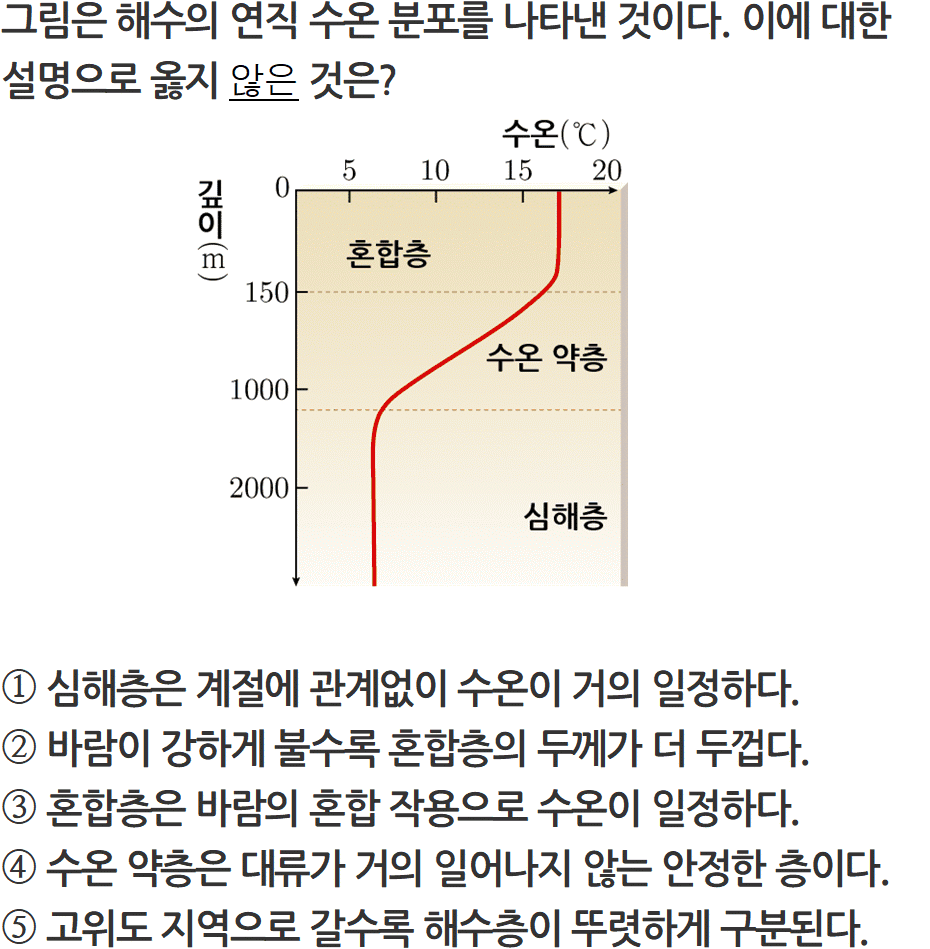 그림은 해수의 연직 수온 분포를 나타낸 것이다. 이에 대한
설명으로 옳지 않은 것은?
수온(℃)
5 10 15 20
깊이(m)
0
혼합층
150
수온 약층
1000
2000
심해층
① 심해층은 계절에 관계없이 수온이 거의 일정하다.
② 바람이 강하게 불수록 혼합층의 두께가 더 두껍다.
③ 혼합층은 바람의 혼합 작용으로 수온이 일정하다.
④ 수온 약층은 대류가 거의 일어나지 않는 안정한 층이다.
⑤ 고위도 지역으로 갈수록 해수층이 뚜렷하게 구분된다.